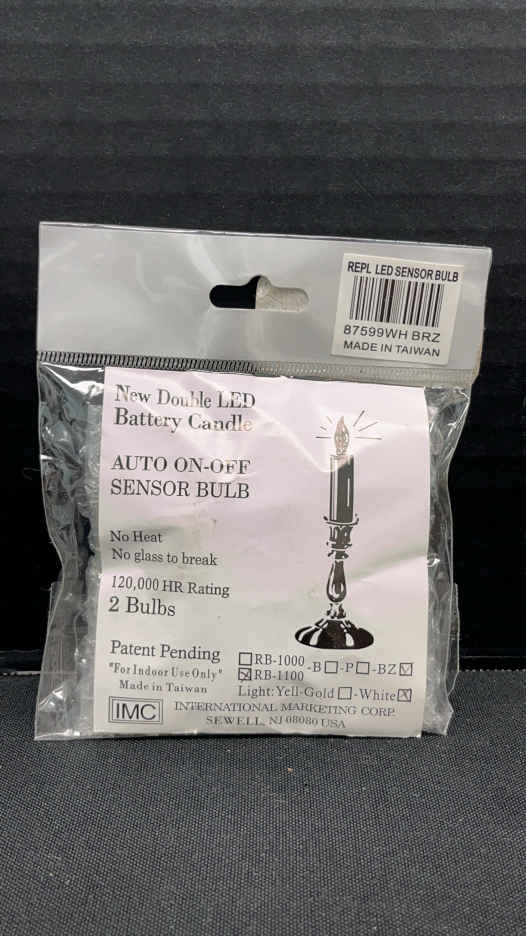 REPL LED SENSOR BULB
87599WH BRZ
MADE IN TAIWAN
New Double LED
Battery Candle
AUTO ON-OFF
SENSOR BULB
No Heat
No glass to break
120,000 HR Rating
2 Bulbs
Patent Pending
"For Indoor Use Only"
Made in Taiwan
☐RB-1000 -B☐-P☐-BZ☑
☒RB-1100
Light:Yell-Gold ☐-White☒
IMC
INTERNATIONAL MARKETING CORP.
SEWELL, NJ 08080 USA